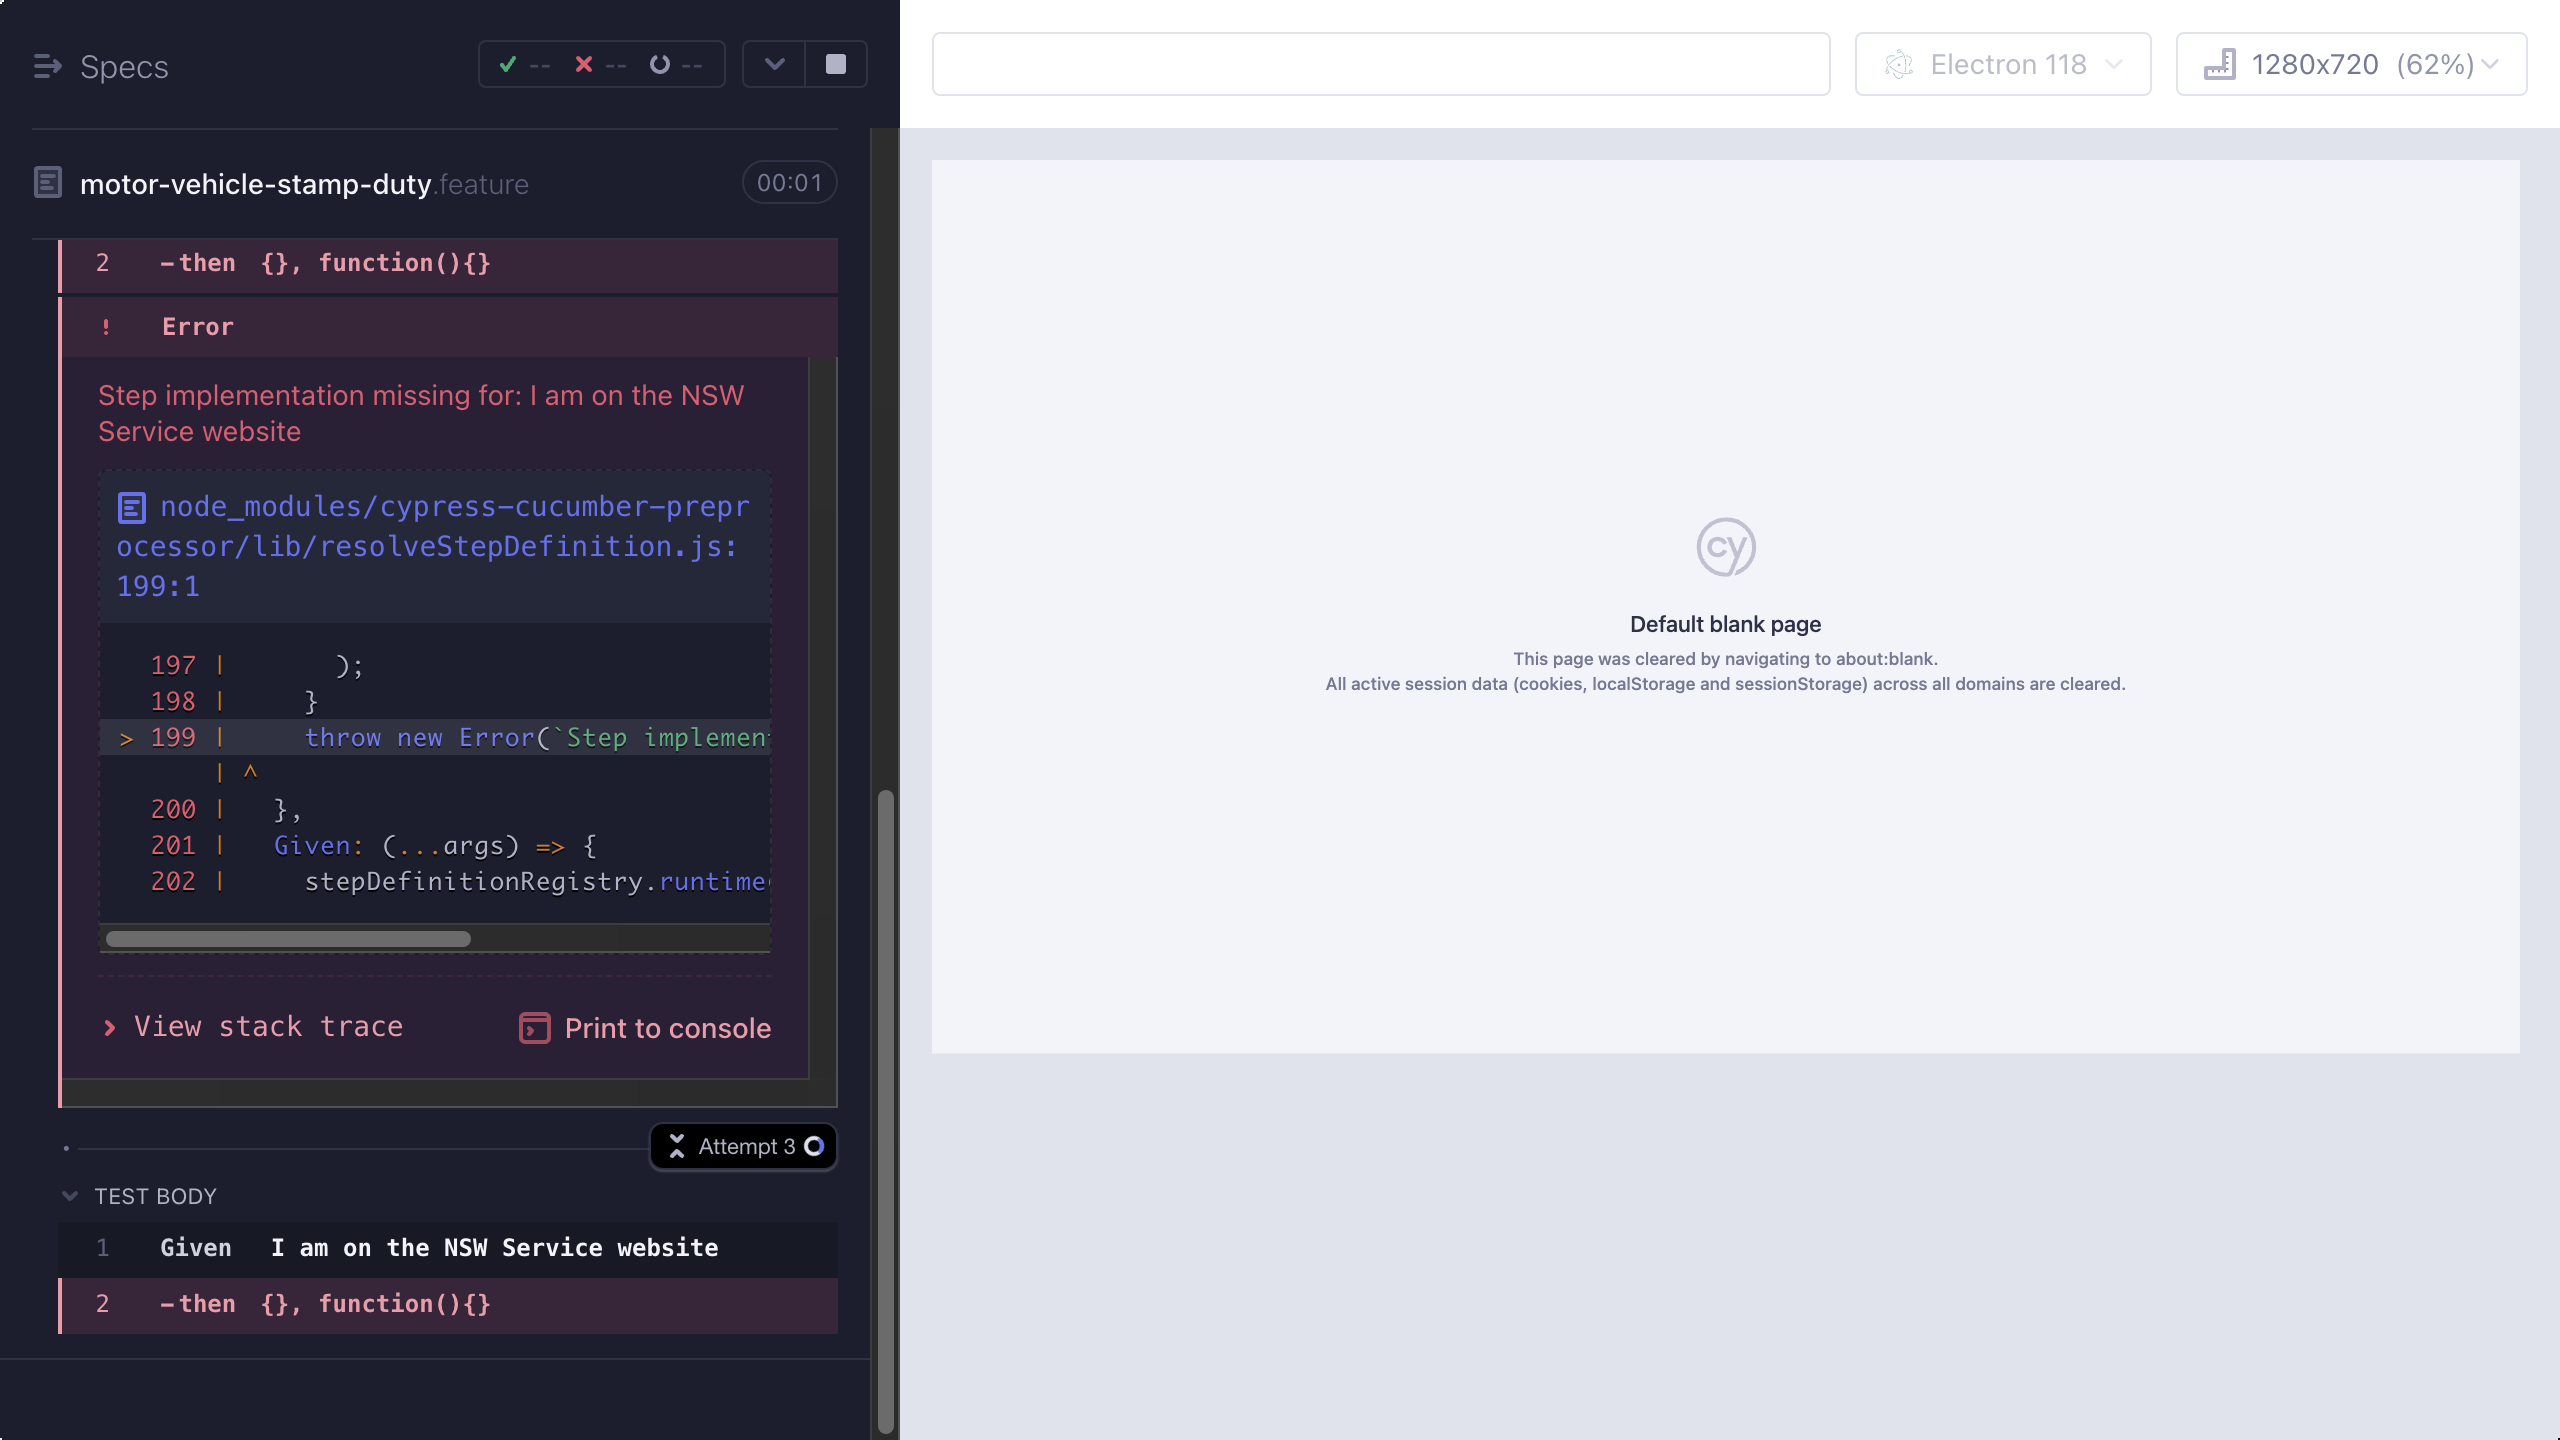 Specs
-- -- --
motor-vehicle-stamp-duty.feature
00:01
2 -then {}, function(){}
! Error
Step implementation missing for: I am on the NSW
Service website
node_modules/cypress-cucumber-prepr
ocessor/lib/resolveStepDefinition.js:
199:1
197 | );
198 | }
> 199 | throw new Error(`Step implement
| ^
200 | },
201 | Given: (...args) => {
202 | stepDefinitionRegistry.runtime(
View stack trace
Print to console
Attempt 3
TEST BODY
1 Given I am on the NSW Service website
2 -then {}, function(){}
Electron 118
1280x720 (62%)
cy
Default blank page
This page was cleared by navigating to about:blank.
All active session data (cookies, localStorage and sessionStorage) across all domains are cleared.